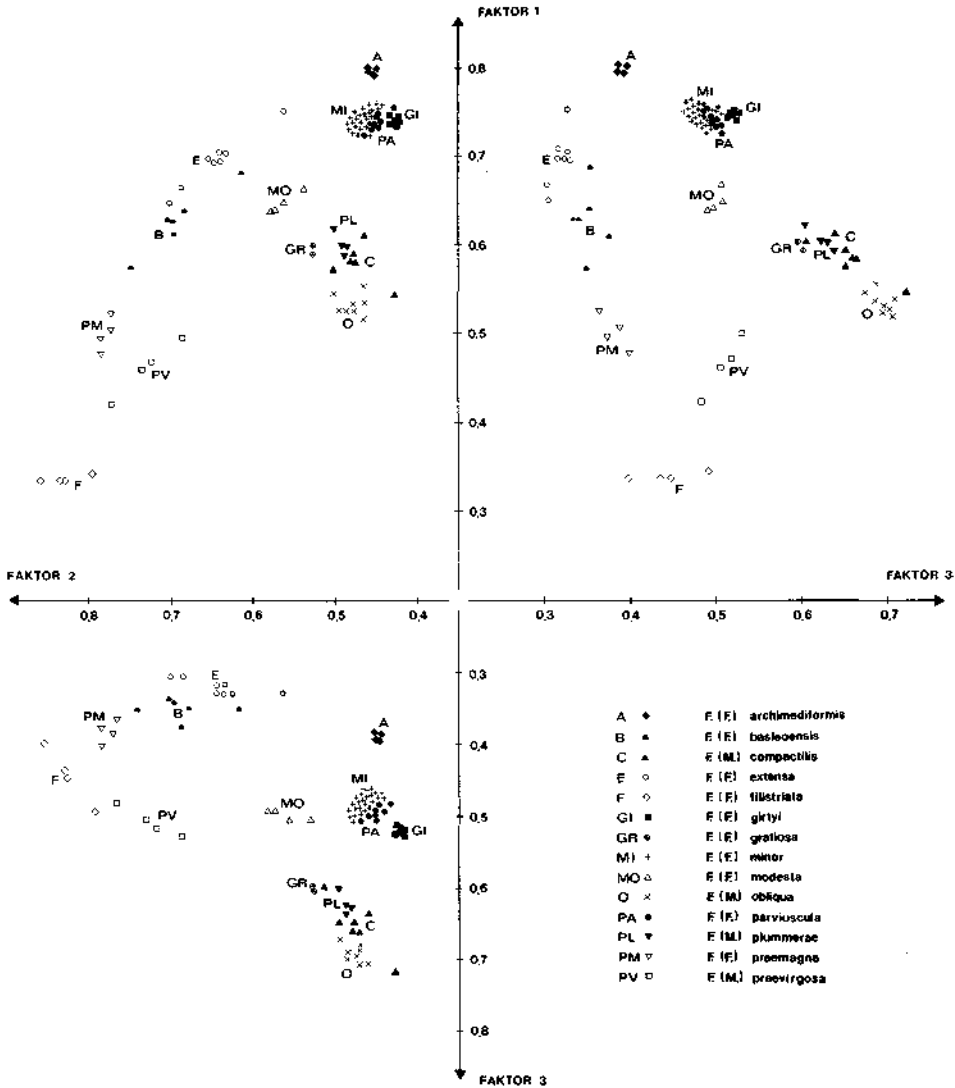 FAKTOR 1
A
A
0,8
MI
GI
PA
MI
GI
PA
0,7
E
E
MO
MO
B
PL
GR
C
B
GR
PL
C
0,6
O
O
0,5
PM
PV
PM
PV
0,4
F
F
0,3
FAKTOR 2
FAKTOR 3
0,8 0,7 0,6 0,5 0,4
0,3 0,4 0,5 0,6 0,7
0,3
E
PM
B
A
0,4
F
MI
PV
MO
PA
GI
0,5
GR
0,6
PL
C
O
0,7
0,8
A F. (F.) archimediformis
B F. (F.) basleoensis
C F. (M.) compactilis
E F. (F.) extensa
F F. (F.) filistriata
GI F. (F.) girtyi
GR F. (F.) gratiosa
MI F. (F.) minor
MO F. (F.) modesta
O F. (M.) obliqua
PA F. (F.) parviuscula
PL F. (M.) plummerae
PM F. (F.) praemagna
PV F. (M.) praevirgosa
FAKTOR 3